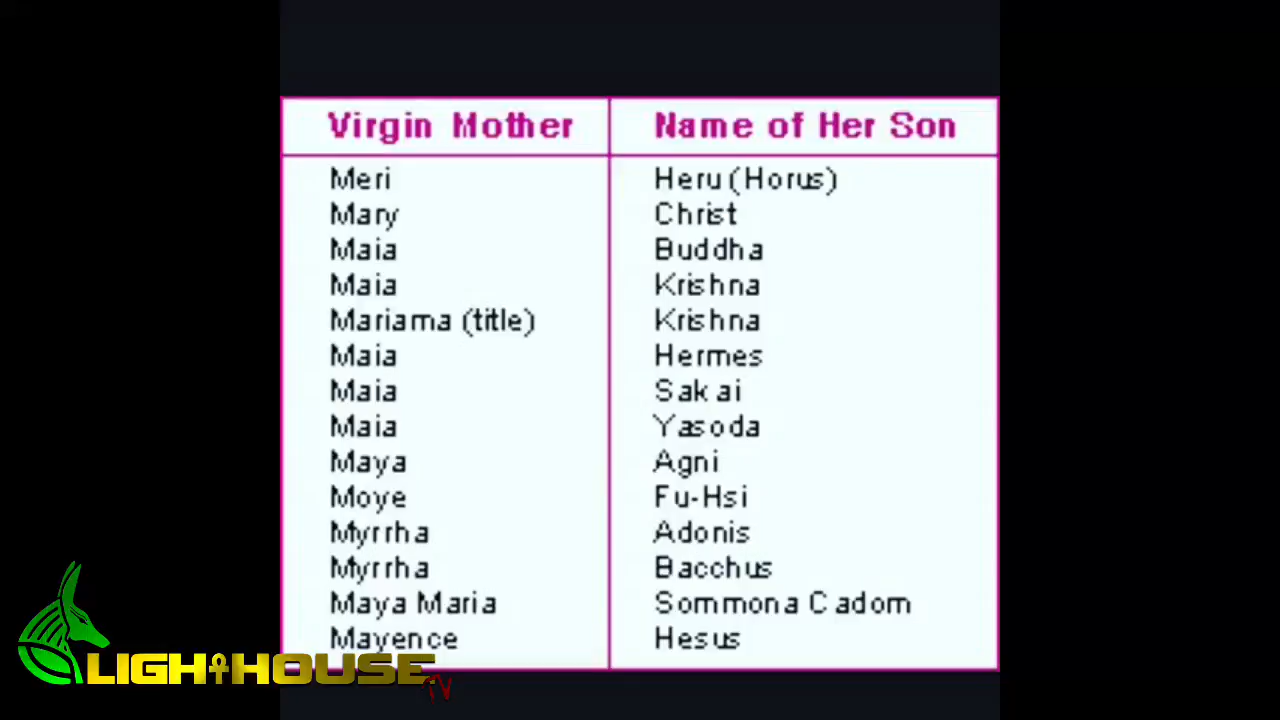 Virgin Mother Name of Her Son
Meri Heru (Horus)
Mary Christ
Maia Buddha
Maia Krishna
Mariama (title) Krishna
Maia Hermes
Maia Sakai
Maia Yasoda
Maya Agni
Moye Fu-Hsi
Myrrha Adonis
Myrrha Bacchus
Maya Maria Sommona Cadom
Mayence Hesus
LIGHTHOUSE
TV